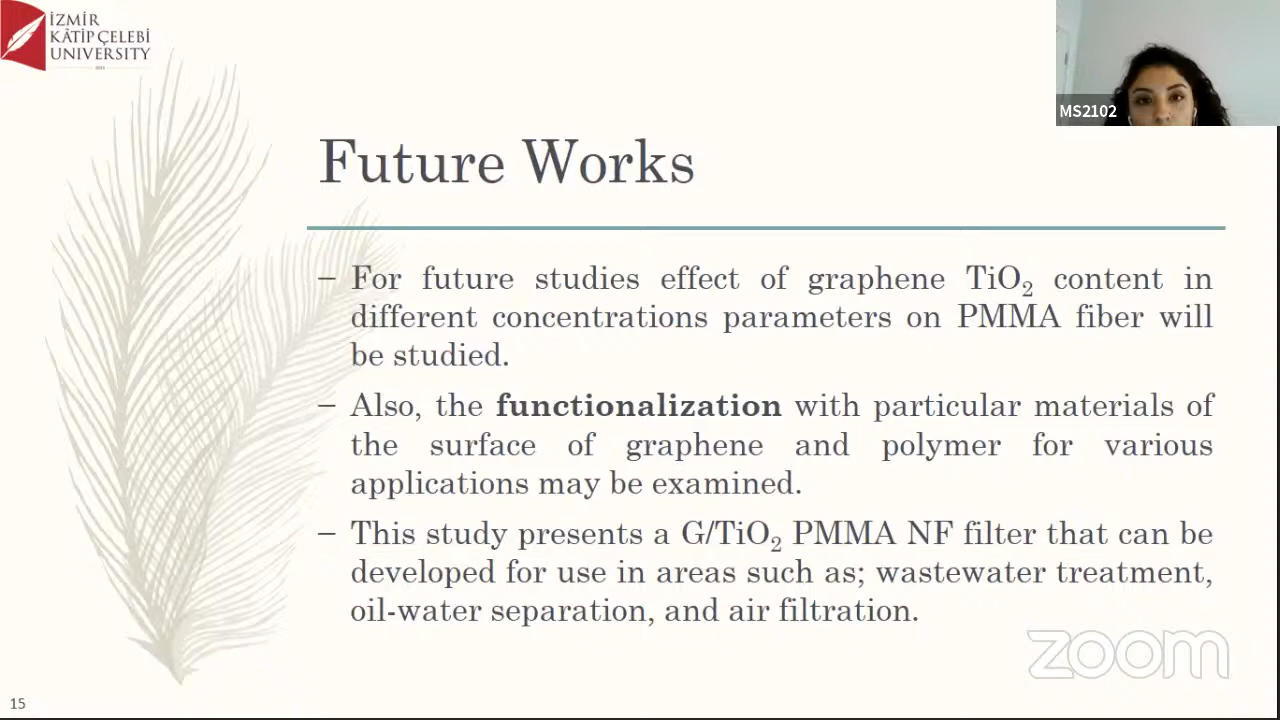 İZMİR
KÂTİP ÇELEBİ
UNIVERSITY
MS2102
Future Works
– For future studies effect of graphene TiO₂ content in
different concentrations parameters on PMMA fiber will
be studied.
– Also, the functionalization with particular materials of
the surface of graphene and polymer for various
applications may be examined.
– This study presents a G/TiO₂ PMMA NF filter that can be
developed for use in areas such as; wastewater treatment,
oil-water separation, and air filtration.
zoom
15